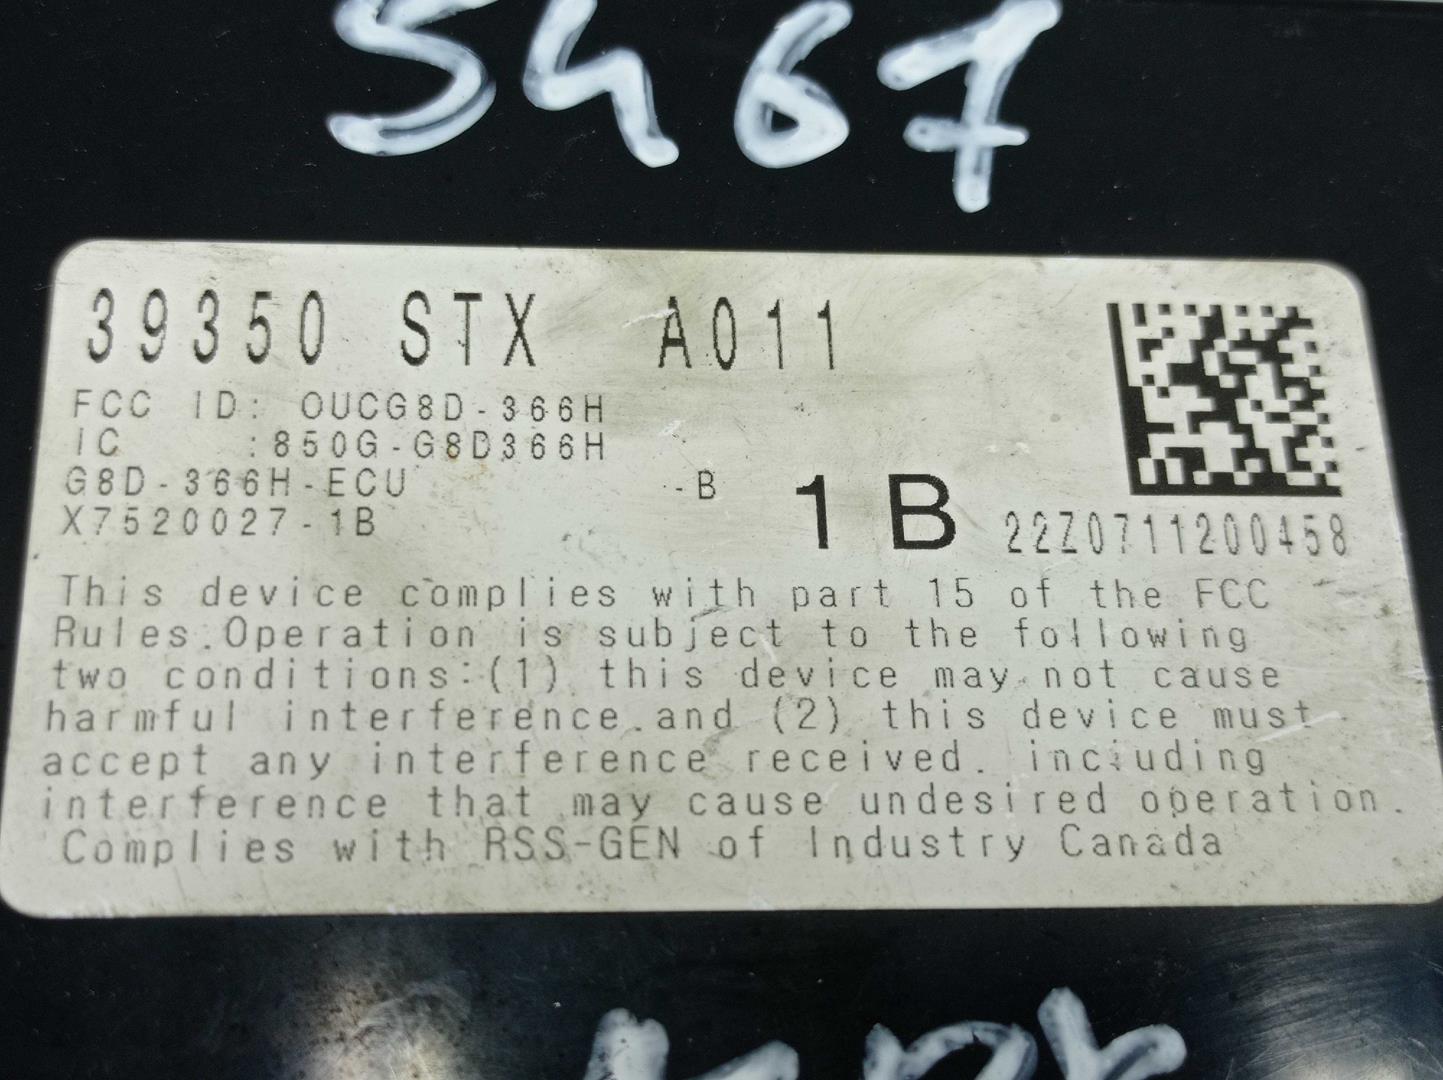 5467
39350 STX A011
FCC ID: OUCG8D-366H
IC :850G-G8D366H
G8D-366H-ECU -B
X7520027-1B
1B 22Z0711200458
This device complies with part 15 of the FCC
Rules.Operation is subject to the following
two conditions:(1) this device may not cause
harmful interference.and (2) this device must
accept any interference received. including
interference that may cause undesired operation.
Complies with RSS-GEN of Industry Canada